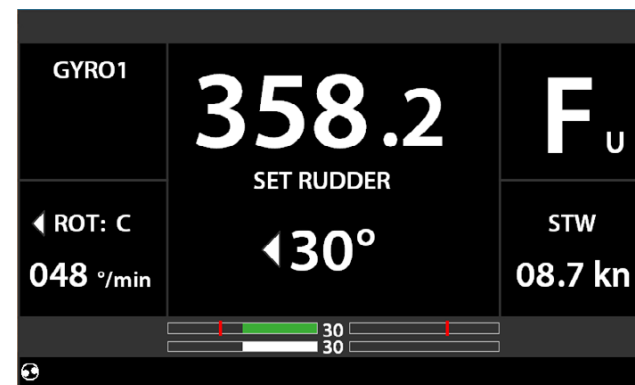 GYRO1
358.2
F U
SET RUDDER
◀30°
◀ ROT: C
048 °/min
STW
08.7 kn
30
30